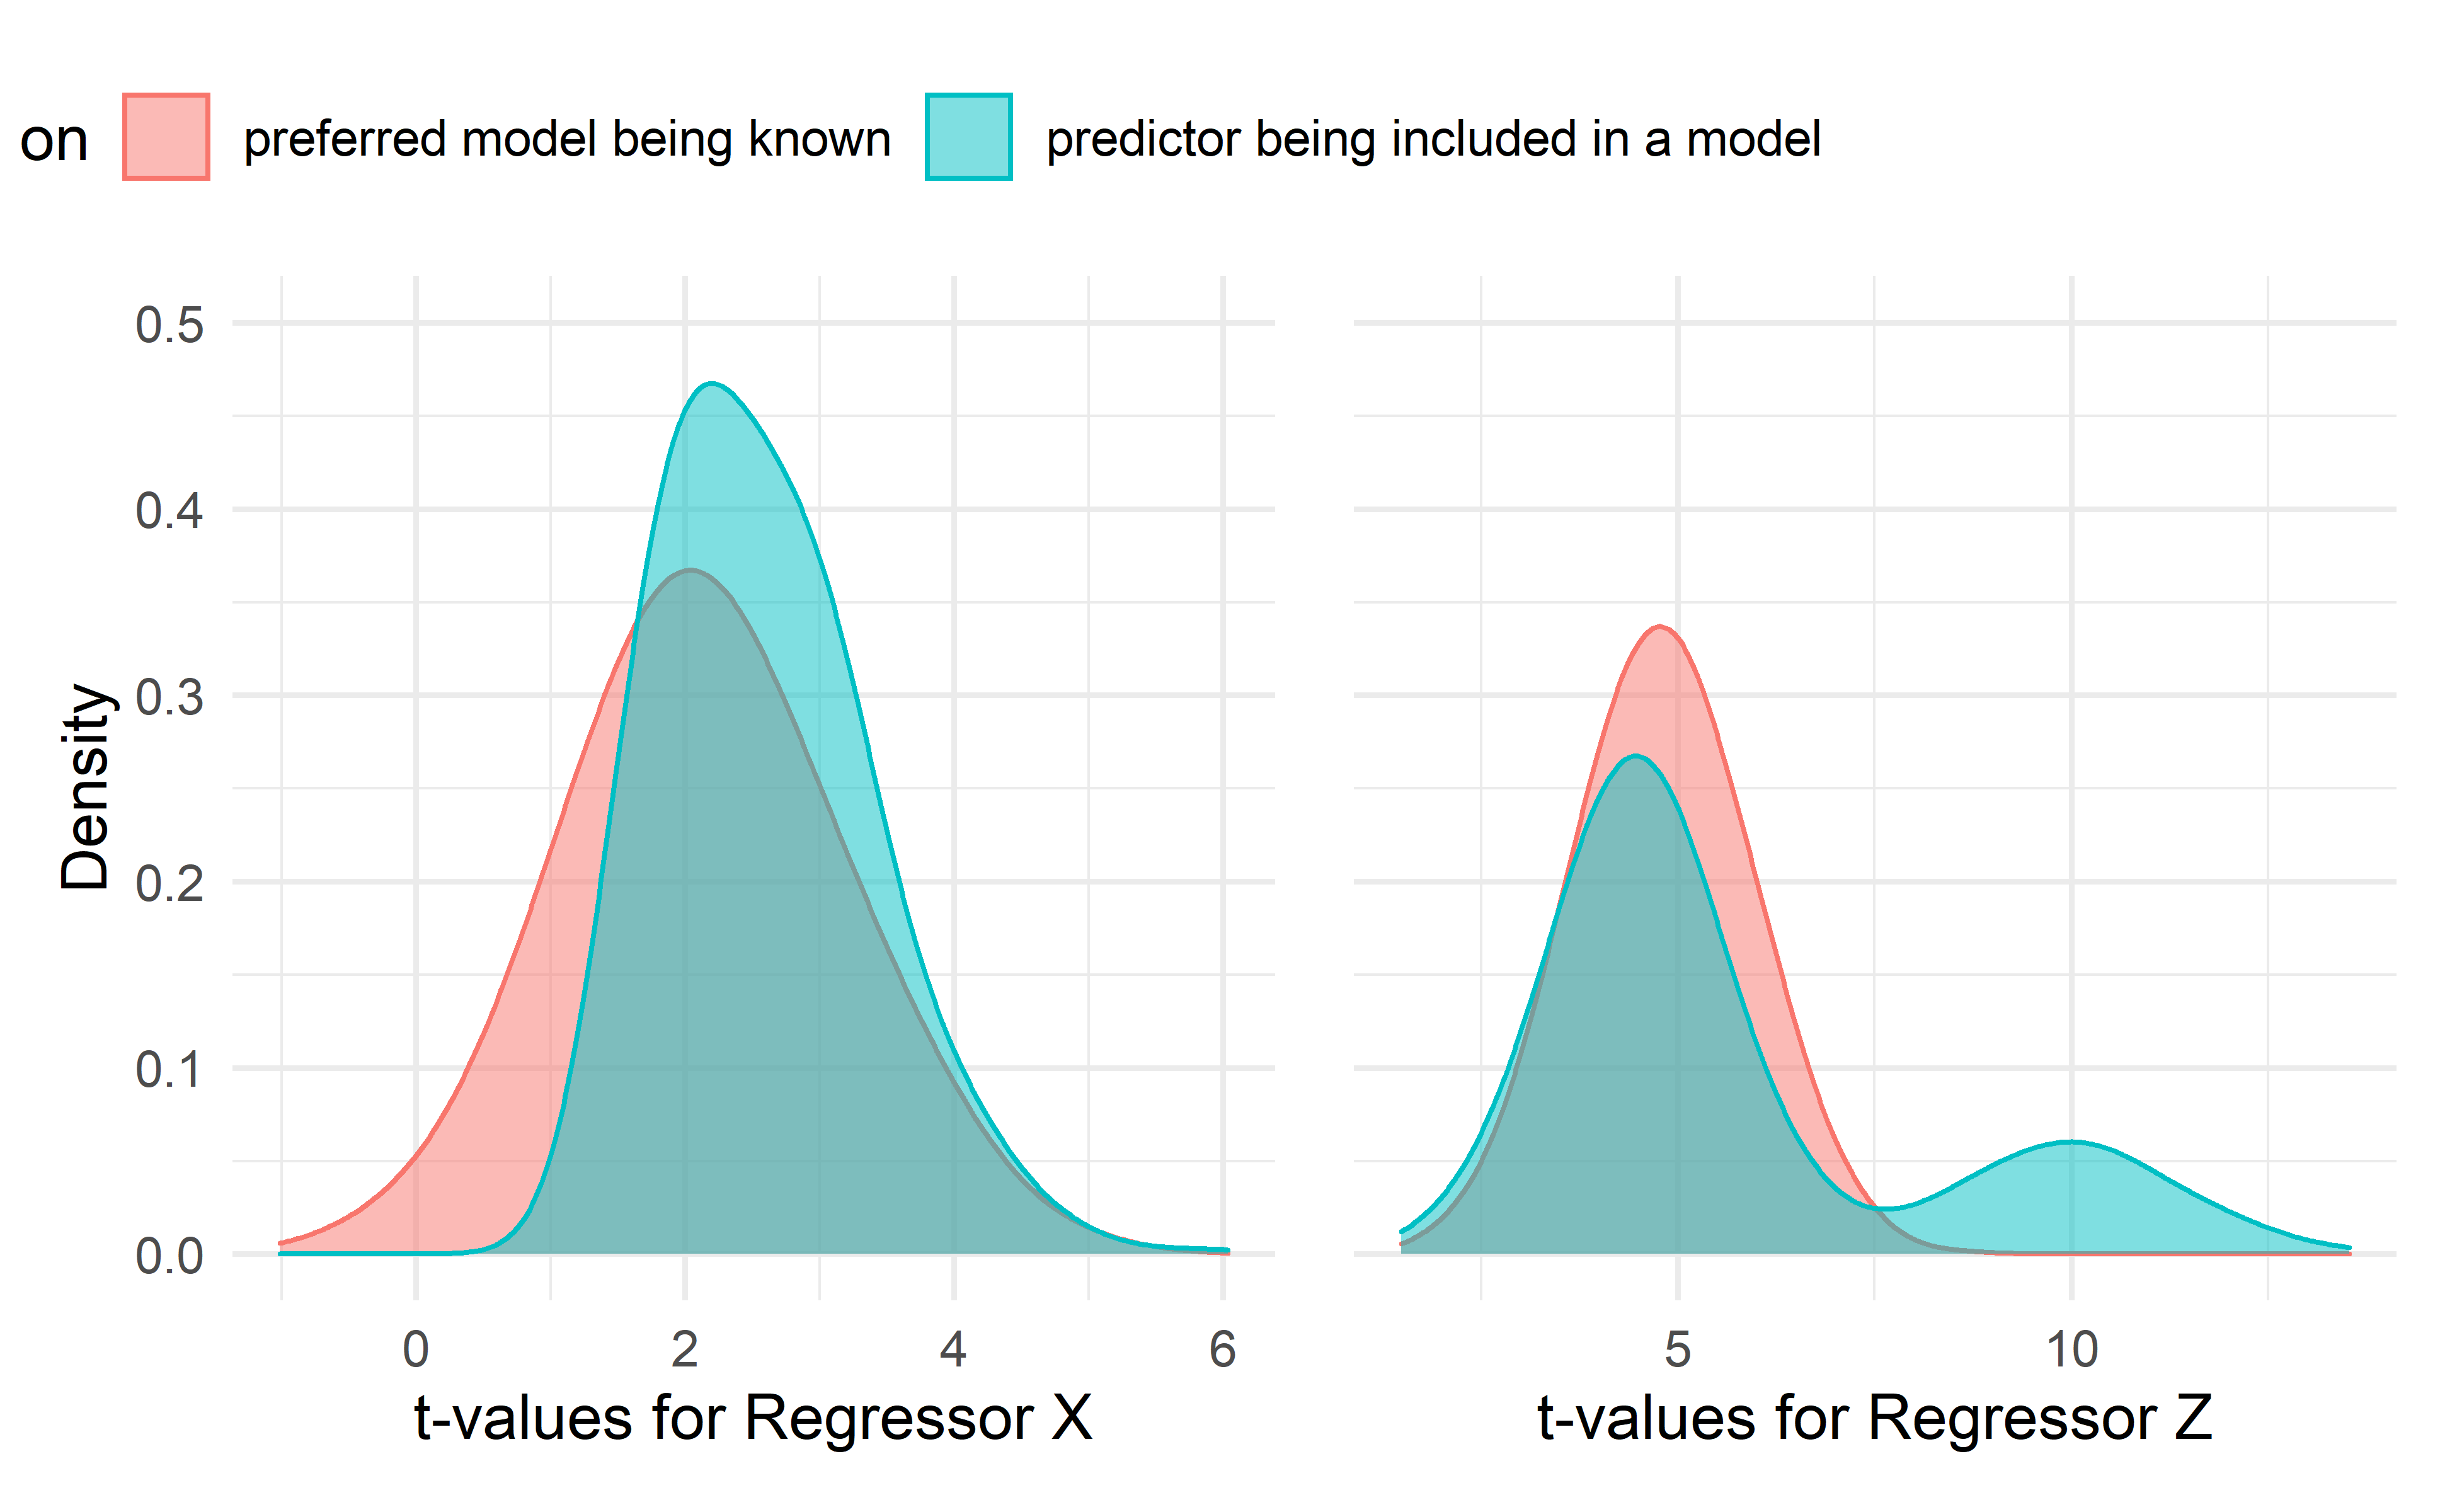 on preferred model being known predictor being included in a model
0.5
0.4
0.3
0.2
0.1
0.0
Density
0 2 4 6
5 10
t-values for Regressor X
t-values for Regressor Z